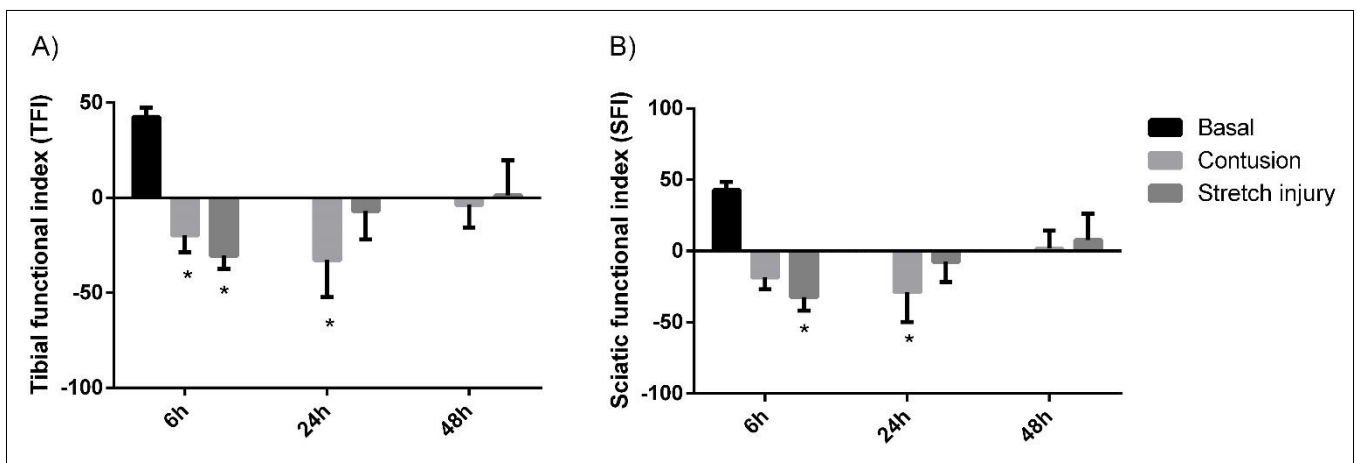 A)
Tibial functional index (TFI)
50
0
-50
-100
*
*
*
6h
24h
48h
B)
Sciatic functional index (SFI)
100
50
0
-50
-100
*
*
6h
24h
48h
Basal
Contusion
Stretch injury